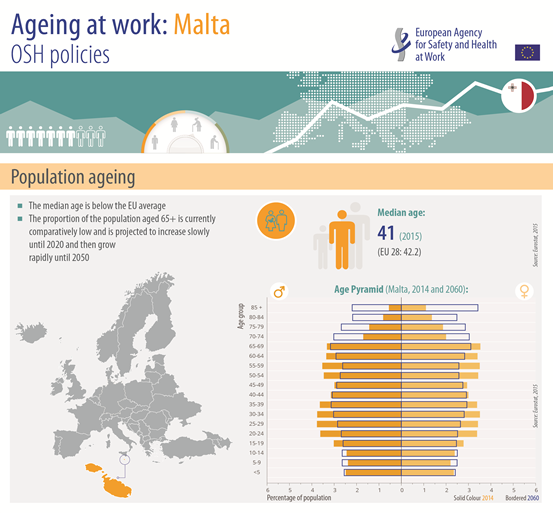 Ageing at work: Malta
OSH policies
European Agency
for Safety and Health
at Work
Population ageing
The median age is below the EU average
The proportion of the population aged 65+ is currently
comparatively low and is projected to increase slowly
until 2020 and then grow
rapidly until 2050
Median age:
41 (2015)
(EU 28: 42.2)
Source: Eurostat, 2015
Age Pyramid (Malta, 2014 and 2060):
Age group
85 +
80-84
75-79
70-74
65-69
60-64
55-59
50-54
45-49
40-44
35-39
30-34
25-29
20-24
15-19
10-14
5-9
<5
Source: Eurostat, 2015
6 5 4 3 2 1 0 1 2 3 4 5 6
Percentage of population
Solid Colour 2014 Bordered 2060